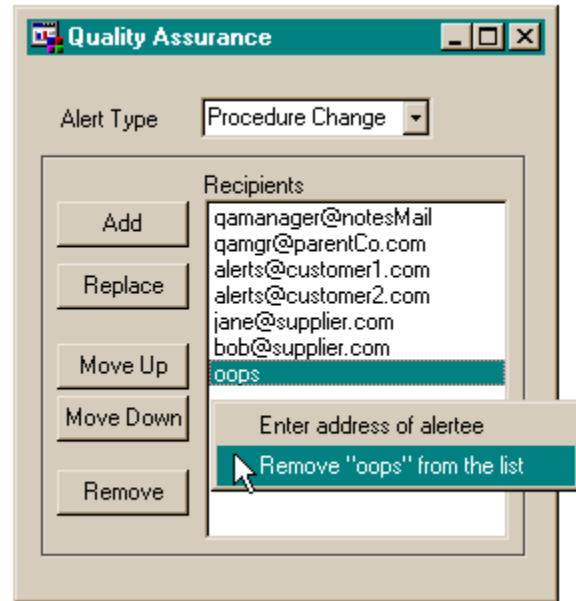 Quality Assurance
Alert Type
Procedure Change
Recipients
Add
Replace
Move Up
Move Down
Remove
qamanager@notesMail
qamgr@parentCo.com
alerts@customer1.com
alerts@customer2.com
jane@supplier.com
bob@supplier.com
oops
Enter address of alertee
Remove "oops" from the list